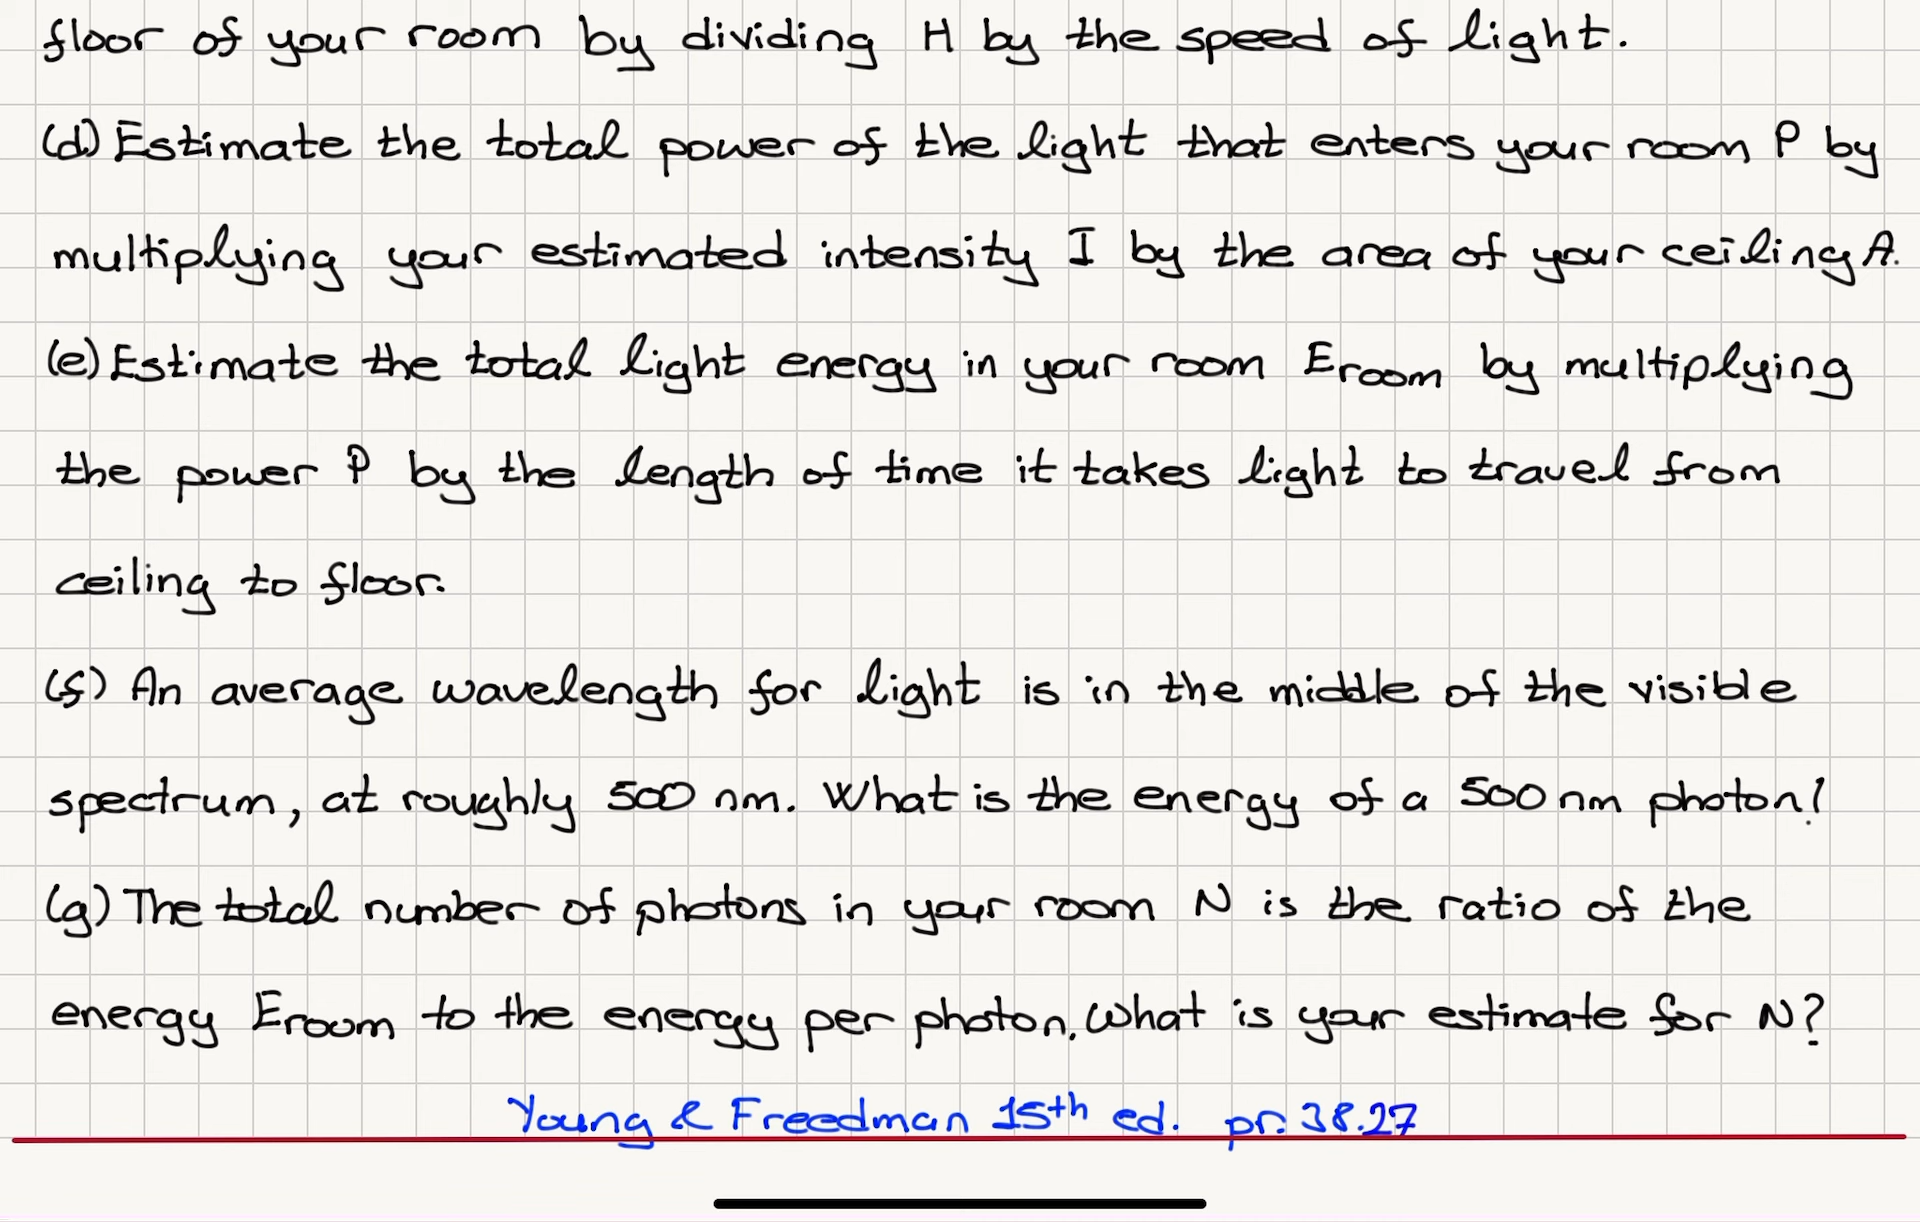 floor of your room by dividing H by the speed of light.
(d) Estimate the total power of the light that enters your room P by
multiplying your estimated intensity I by the area of your ceiling A.
(e) Estimate the total light energy in your room Eroom by multiplying
the power P by the length of time it takes light to travel from
ceiling to floor.
(f) An average wavelength for light is in the middle of the visible
spectrum, at roughly 500 nm. What is the energy of a 500 nm photon?
(g) The total number of photons in your room N is the ratio of the
energy Eroom to the energy per photon. What is your estimate for N?
Young & Freedman 15th ed. pr. 38.27